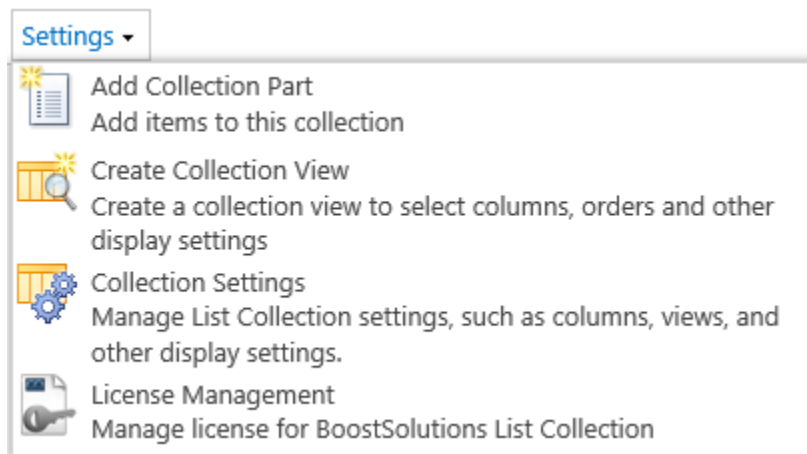 Settings
Add Collection Part
Add items to this collection
Create Collection View
Create a collection view to select columns, orders and other
display settings
Collection Settings
Manage List Collection settings, such as columns, views, and
other display settings.
License Management
Manage license for BoostSolutions List Collection